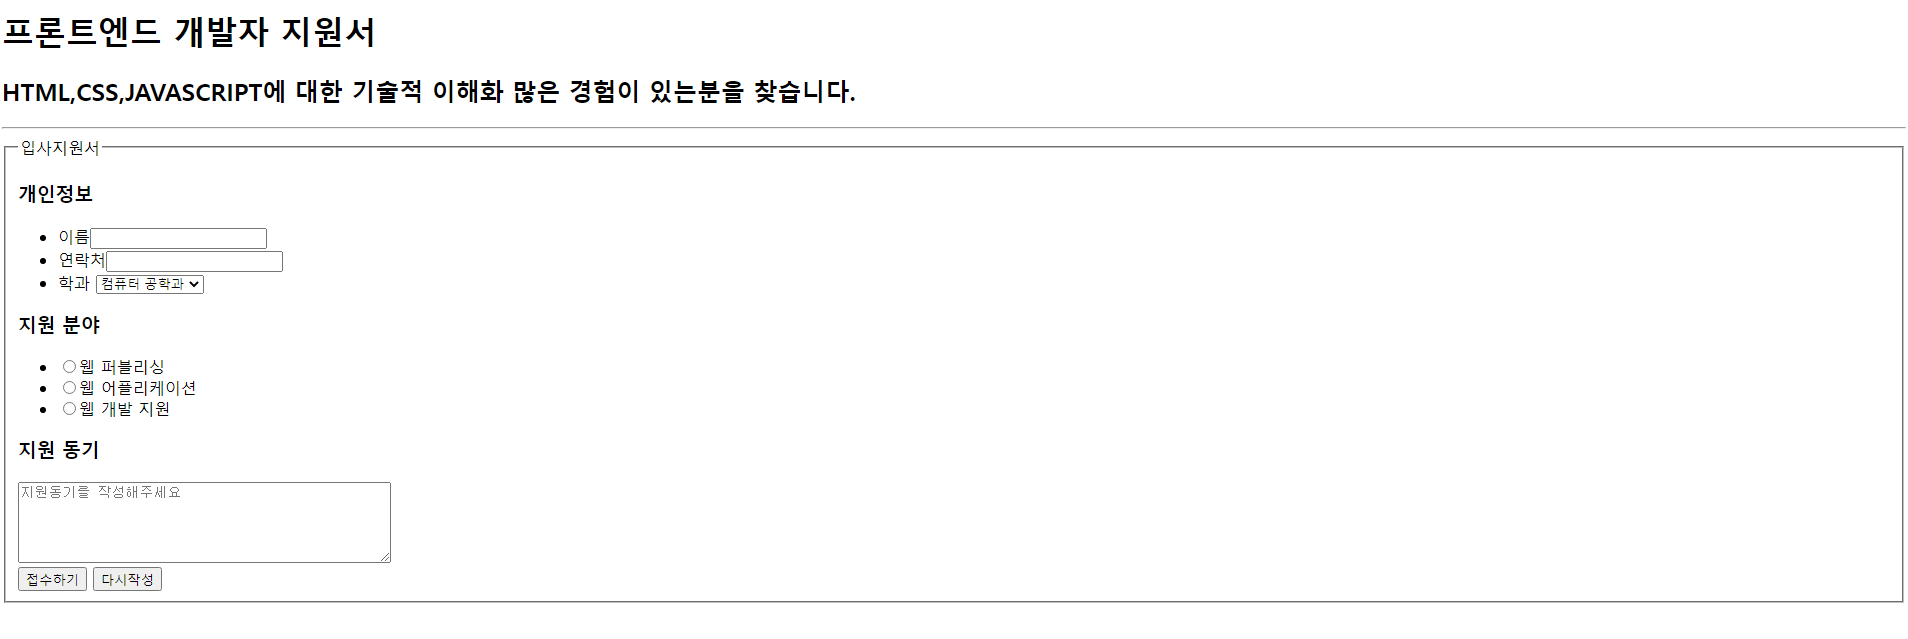 프론트엔드 개발자 지원서
HTML,CSS,JAVASCRIPT에 대한 기술적 이해화 많은 경험이 있는분을 찾습니다.
입사지원서
개인정보
이름
연락처
학과 컴퓨터 공학과
지원 분야
웹 퍼블리싱
웹 어플리케이션
웹 개발 지원
지원 동기
지원동기를 작성해주세요
접수하기 다시작성